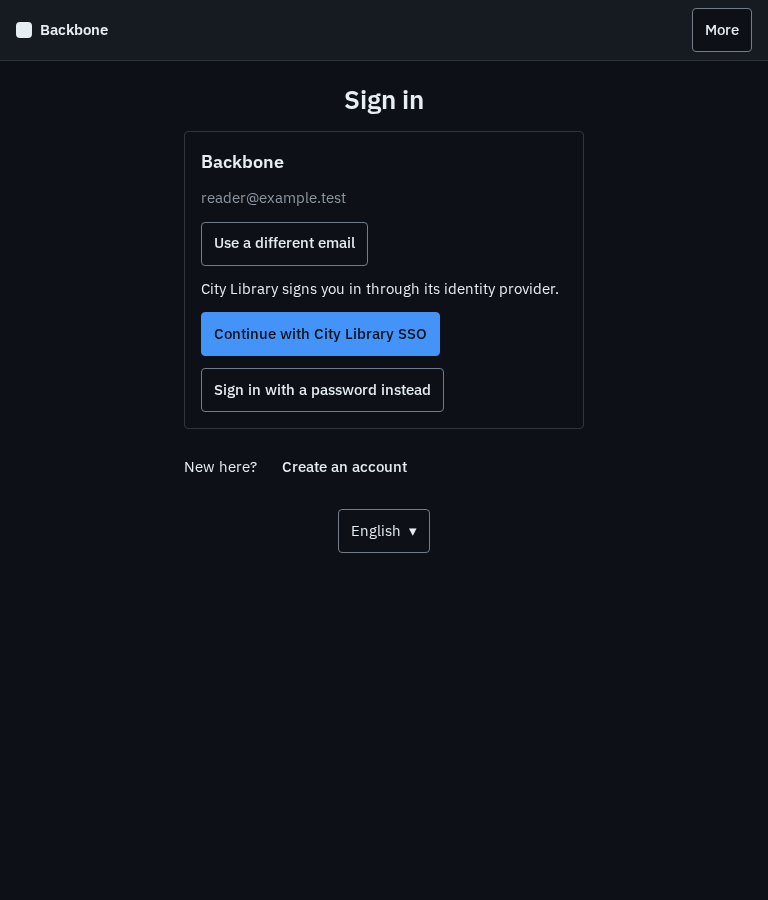 Backbone
More
Sign in
Backbone
reader@example.test
Use a different email
City Library signs you in through its identity provider.
Continue with City Library SSO
Sign in with a password instead
New here? Create an account
English ▾